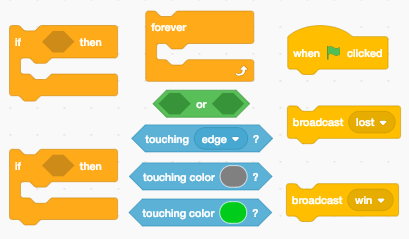 If then
forever
when clicked
or
broadcast lost
touching edge ?
If then
touching color ?
broadcast win
touching color ?